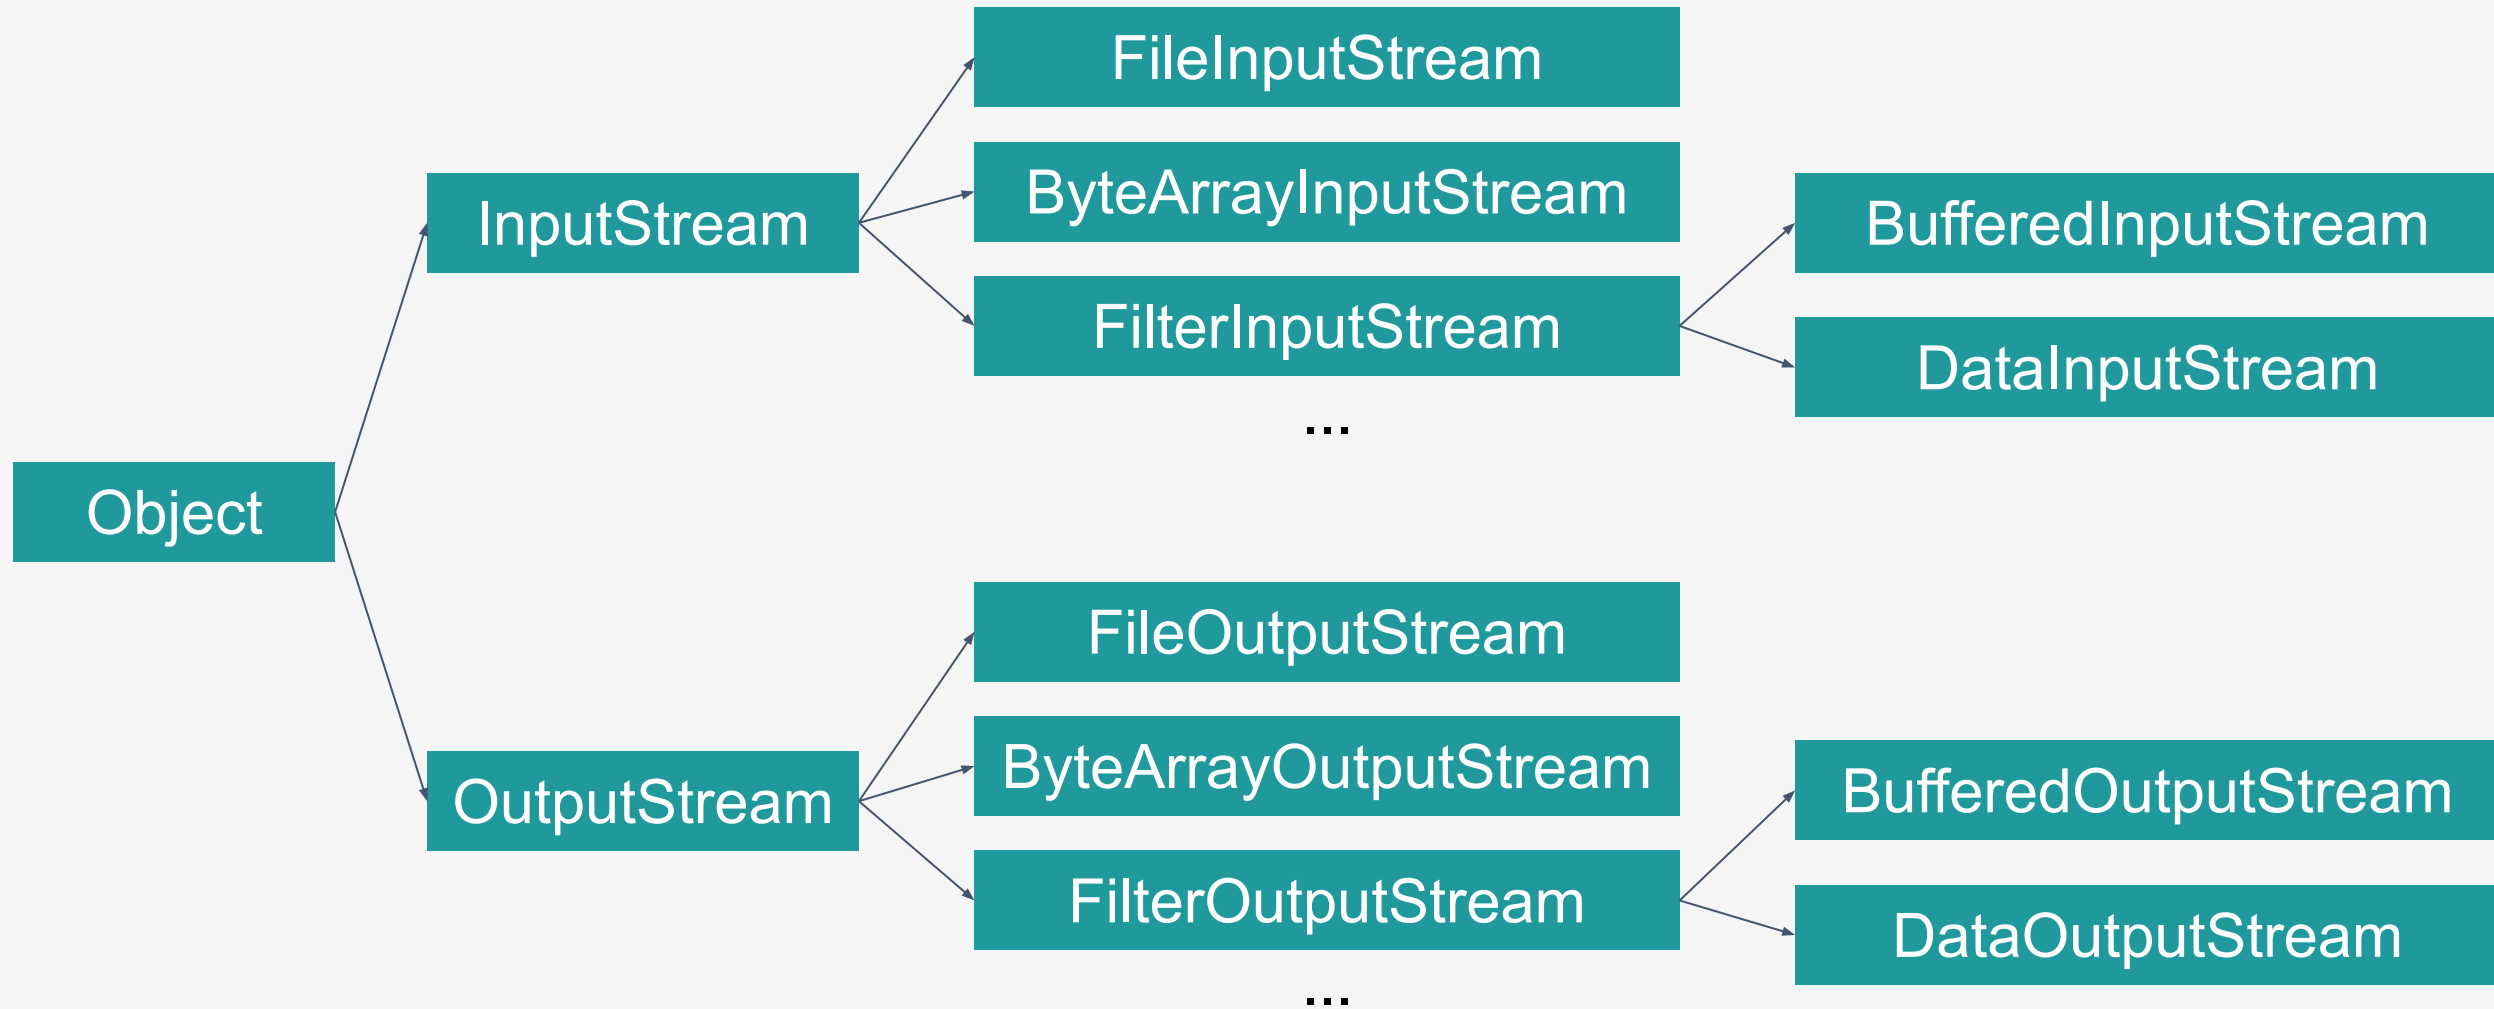 Object
InputStream
OutputStream
FileInputStream
ByteArrayInputStream
FilterInputStream
...
FileOutputStream
ByteArrayOutputStream
FilterOutputStream
...
BufferedInputStream
DataInputStream
BufferedOutputStream
DataOutputStream